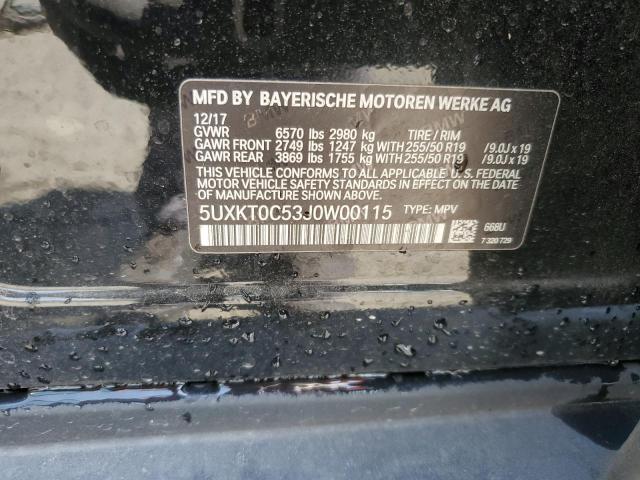 MFD BY BAYERISCHE MOTOREN WERKE AG
12/17
GVWR 6570 lbs 2980 kg TIRE / RIM
GAWR FRONT 2749 lbs 1247 kg WITH 255/50 R19 /9.0J x 19
GAWR REAR 3869 lbs 1755 kg WITH 255/50 R19 /9.0J x 19
THIS VEHICLE CONFORMS TO ALL APPLICABLE U.S. FEDERAL
MOTOR VEHICLE SAFETY STANDARDS IN EFFECT ON THE DATE
OF MANUFACTURE SHOWN ABOVE.
5UXKT0C53J0W00115 TYPE: MPV
668U
7 320 729